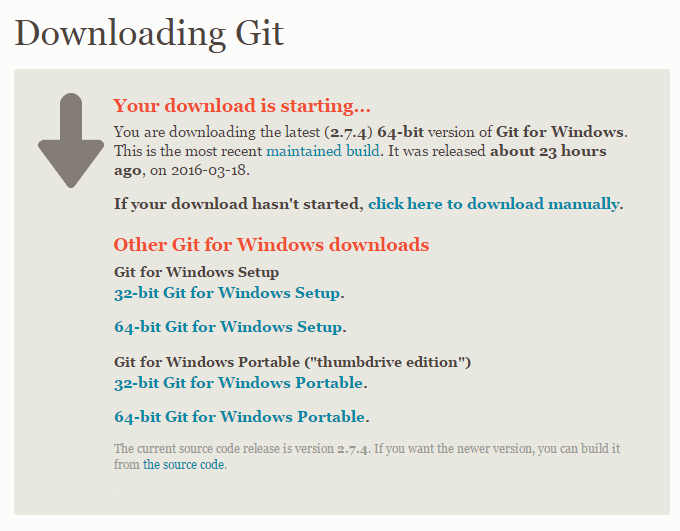 Downloading Git
Your download is starting...
You are downloading the latest (2.7.4) 64-bit version of Git for Windows.
This is the most recent maintained build. It was released about 23 hours
ago, on 2016-03-18.
If your download hasn't started, click here to download manually.
Other Git for Windows downloads
Git for Windows Setup
32-bit Git for Windows Setup.
64-bit Git for Windows Setup.
Git for Windows Portable ("thumbdrive edition")
32-bit Git for Windows Portable.
64-bit Git for Windows Portable.
The current source code release is version 2.7.4. If you want the newer version, you can build it
from the source code.